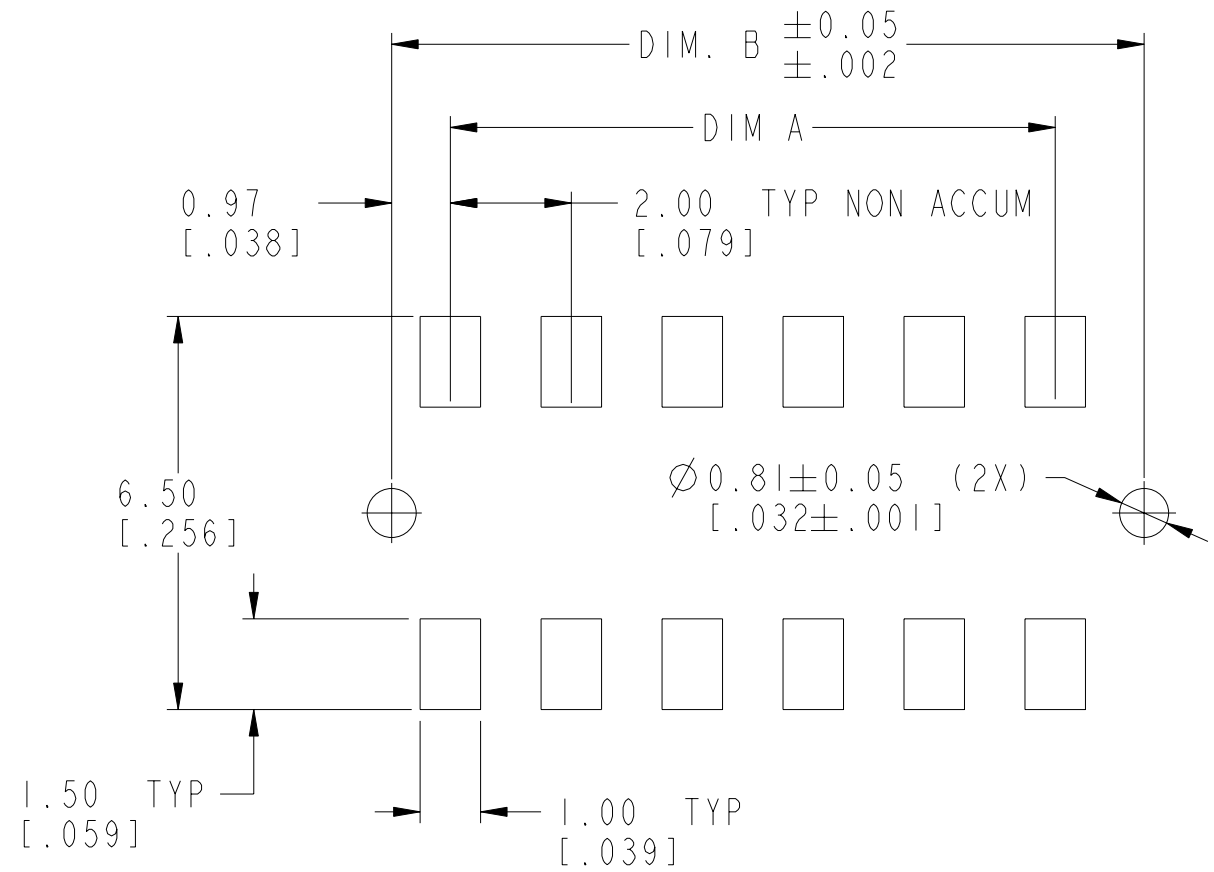 DIM. B ±0.05
±.002
DIM A
0.97
[.038]
2.00 TYP NON ACCUM
[.079]
6.50
[.256]
Ø0.81±0.05 (2X)
[.032±.001]
1.50 TYP
[.059]
1.00 TYP
[.039]